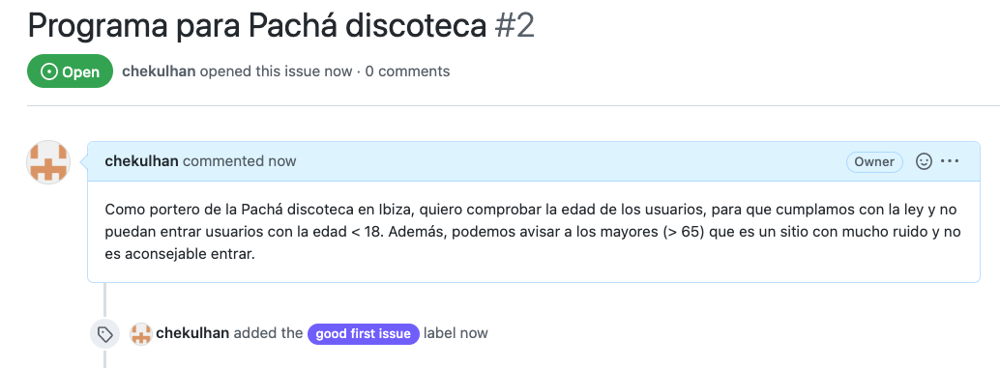 Programa para Pachá discoteca #2
Open chekulhan opened this issue now · 0 comments
chekulhan commented now Owner
Como portero de la Pachá discoteca en Ibiza, quiero comprobar la edad de los usuarios, para que cumplamos con la ley y no
puedan entrar usuarios con la edad < 18. Además, podemos avisar a los mayores (> 65) que es un sitio con mucho ruido y no
es aconsejable entrar.
chekulhan added the good first issue label now